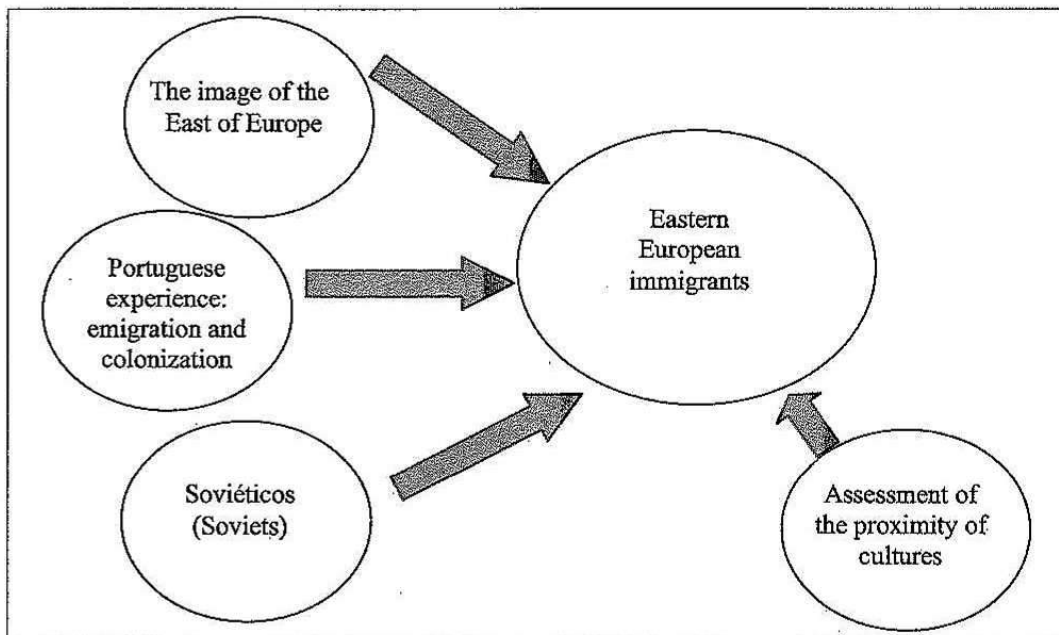 The image of the
East of Europe
Eastern
European
immigrants
Portuguese
experience:
emigration and
colonization
Soviéticos
(Soviets)
Assessment of
the proximity of
cultures